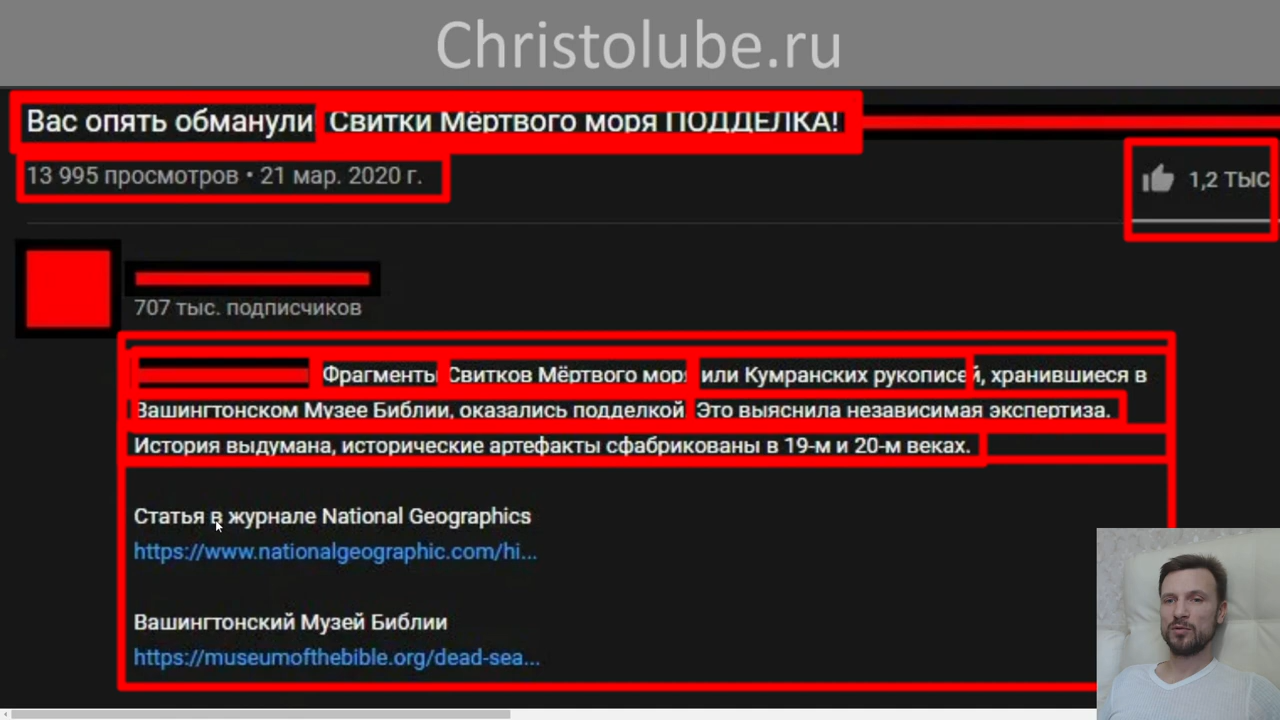 Christolube.ru
Вас опять обманули Свитки Мёртвого моря ПОДДЕЛКА!
13 995 просмотров • 21 мар. 2020 г.
1,2 ТЫС
707 тыс. подписчиков
Фрагменты Свитков Мёртвого моря или Кумранских рукописей, хранившиеся в
Вашингтонском Музее Библии, оказались подделкой Это выяснила независимая экспертиза.
История выдумана, исторические артефакты сфабрикованы в 19-м и 20-м веках.
Статья в журнале National Geographics
https://www.nationalgeographic.com/hi...
Вашингтонский Музей Библии
https://museumofthebible.org/dead-sea...